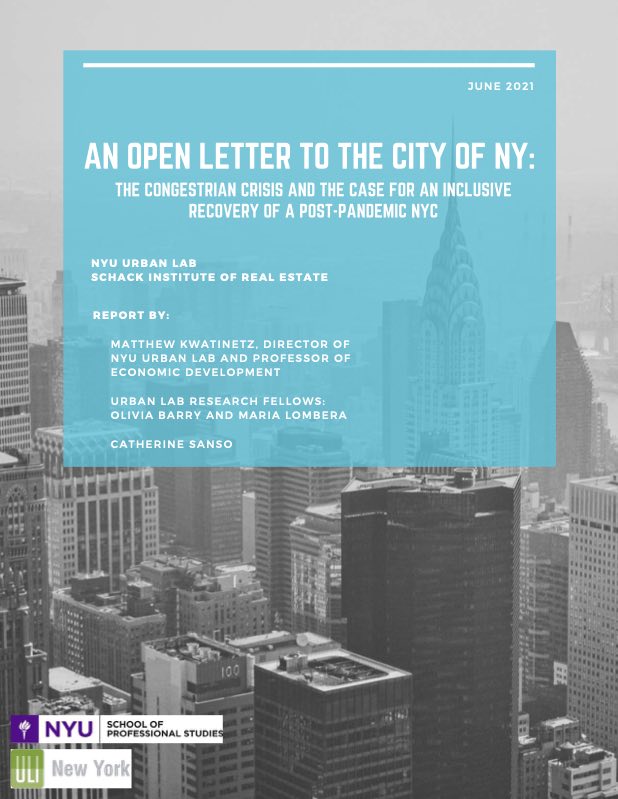 JUNE 2021
AN OPEN LETTER TO THE CITY OF NY:
THE CONGESTRIAN CRISIS AND THE CASE FOR AN INCLUSIVE
RECOVERY OF A POST-PANDEMIC NYC
NYU URBAN LAB
SCHACK INSTITUTE OF REAL ESTATE
REPORT BY:
MATTHEW KWATINETZ, DIRECTOR OF
NYU URBAN LAB AND PROFESSOR OF
ECONOMIC DEVELOPMENT
URBAN LAB RESEARCH FELLOWS:
OLIVIA BARRY AND MARIA LOMBERA
CATHERINE SANSO
100
NYU SCHOOL OF
PROFESSIONAL STUDIES
ULI New York